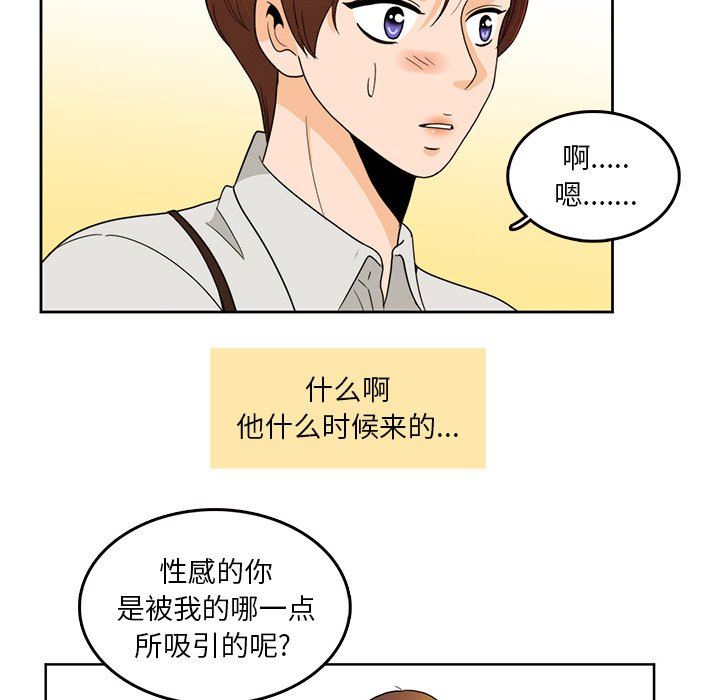 啊.....
嗯.......
什么啊
他什么时候来的...
性感的你
是被我的哪一点
所吸引的呢?